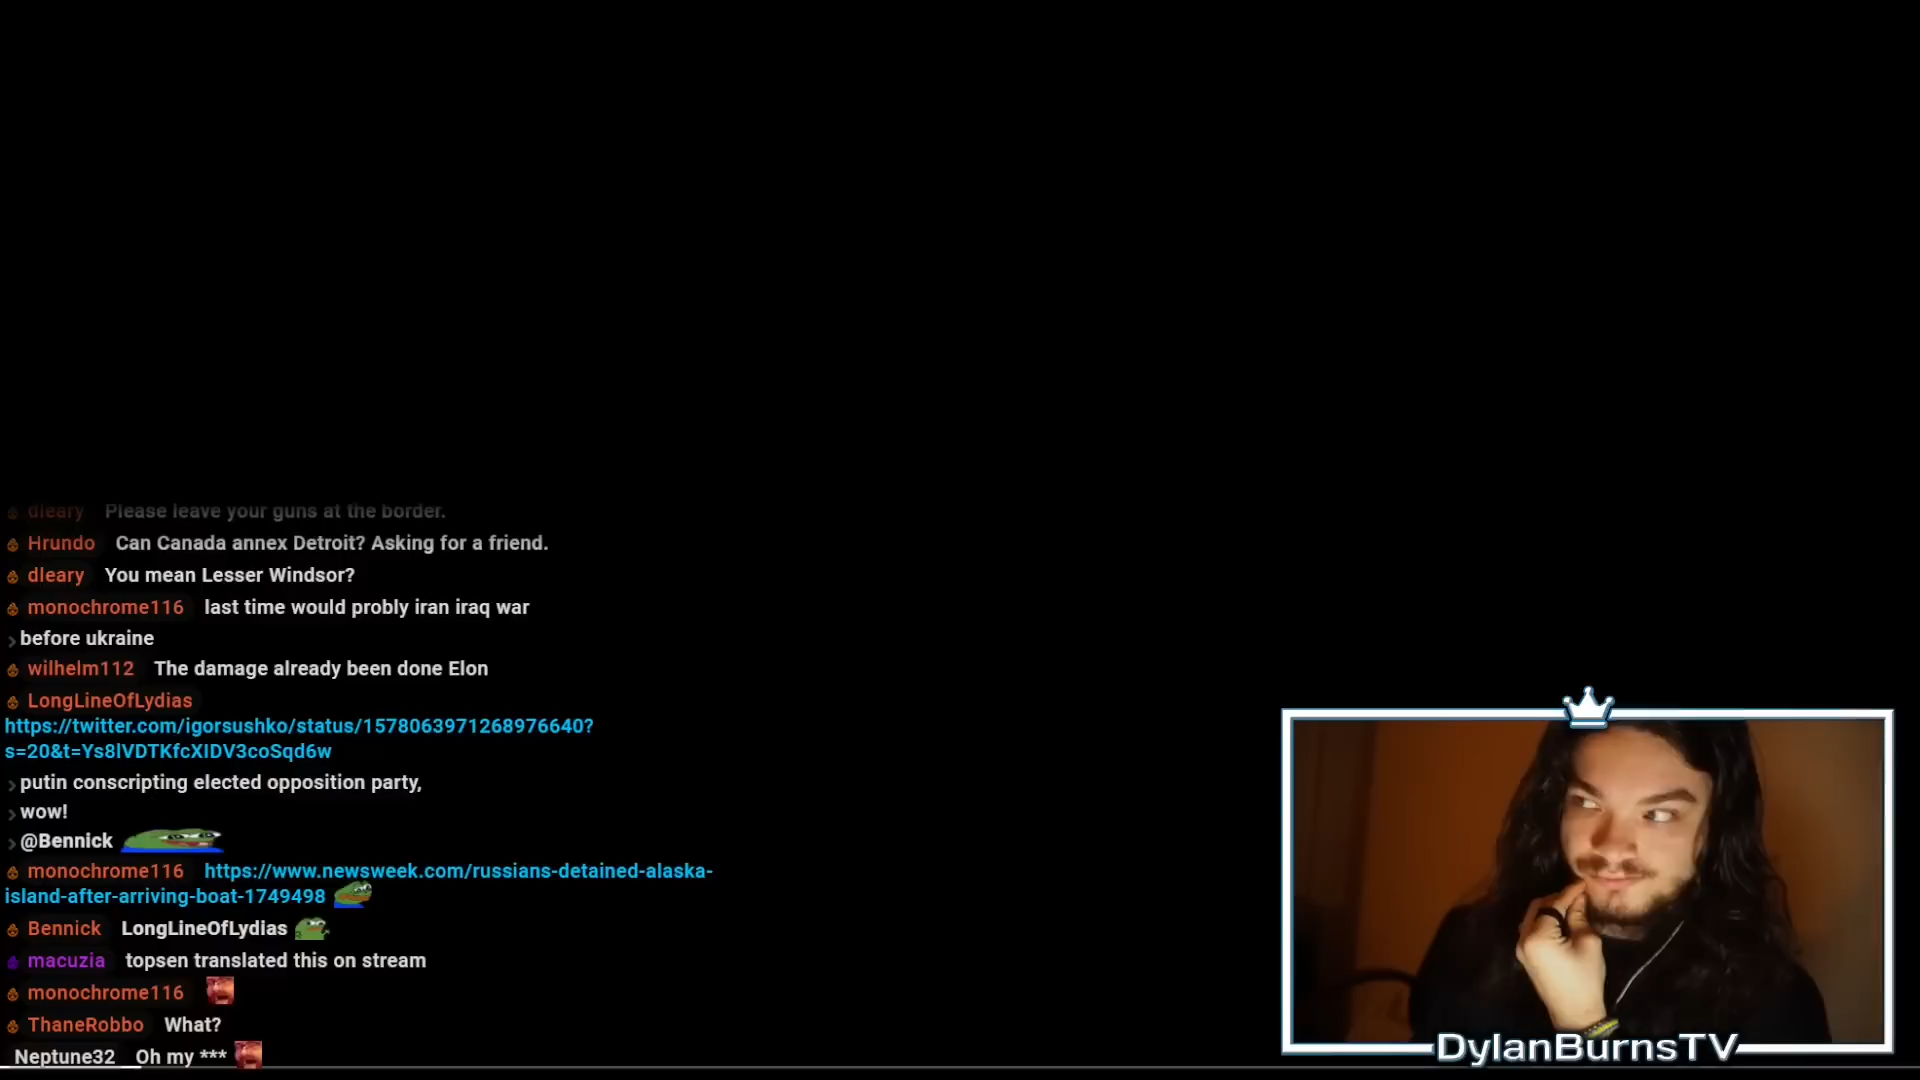 dleary Please leave your guns at the border.
Hrundo Can Canada annex Detroit? Asking for a friend.
dleary You mean Lesser Windsor?
monochrome116 last time would probly iran iraq war
> before ukraine
wilhelm112 The damage already been done Elon
LongLineOfLydias
https://twitter.com/igorsushko/status/1578063971268976640?
s=20&t=Ys8lVDTKfcXIDV3coSqd6w
> putin conscripting elected opposition party,
> wow!
> @Bennick
monochrome116 https://www.newsweek.com/russians-detained-alaska-
island-after-arriving-boat-1749498
Bennick LongLineOfLydias
macuzia topsen translated this on stream
monochrome116
ThaneRobbo What?
Neptune32 Oh my ***
DylanBurnsTV